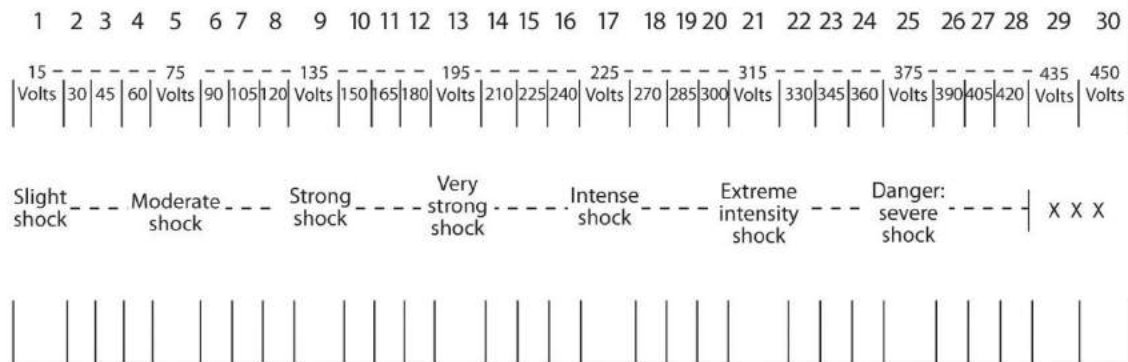 1 2 3 4 5 6 7 8 9 10 11 12 13 14 15 16 17 18 19 20 21 22 23 24 25 26 27 28 29 30
15 75 135 195 225 315 375 435 450
Volts 30 45 60 Volts 90 105 120 Volts 150 165 180 Volts 210 225 240 Volts 270 285 300 Volts 330 345 360 Volts 390 405 420 Volts Volts
Slight
shock
Moderate
shock
Strong
shock
Very
strong
shock
Intense
shock
Extreme
intensity
shock
Danger:
severe
shock
X X X